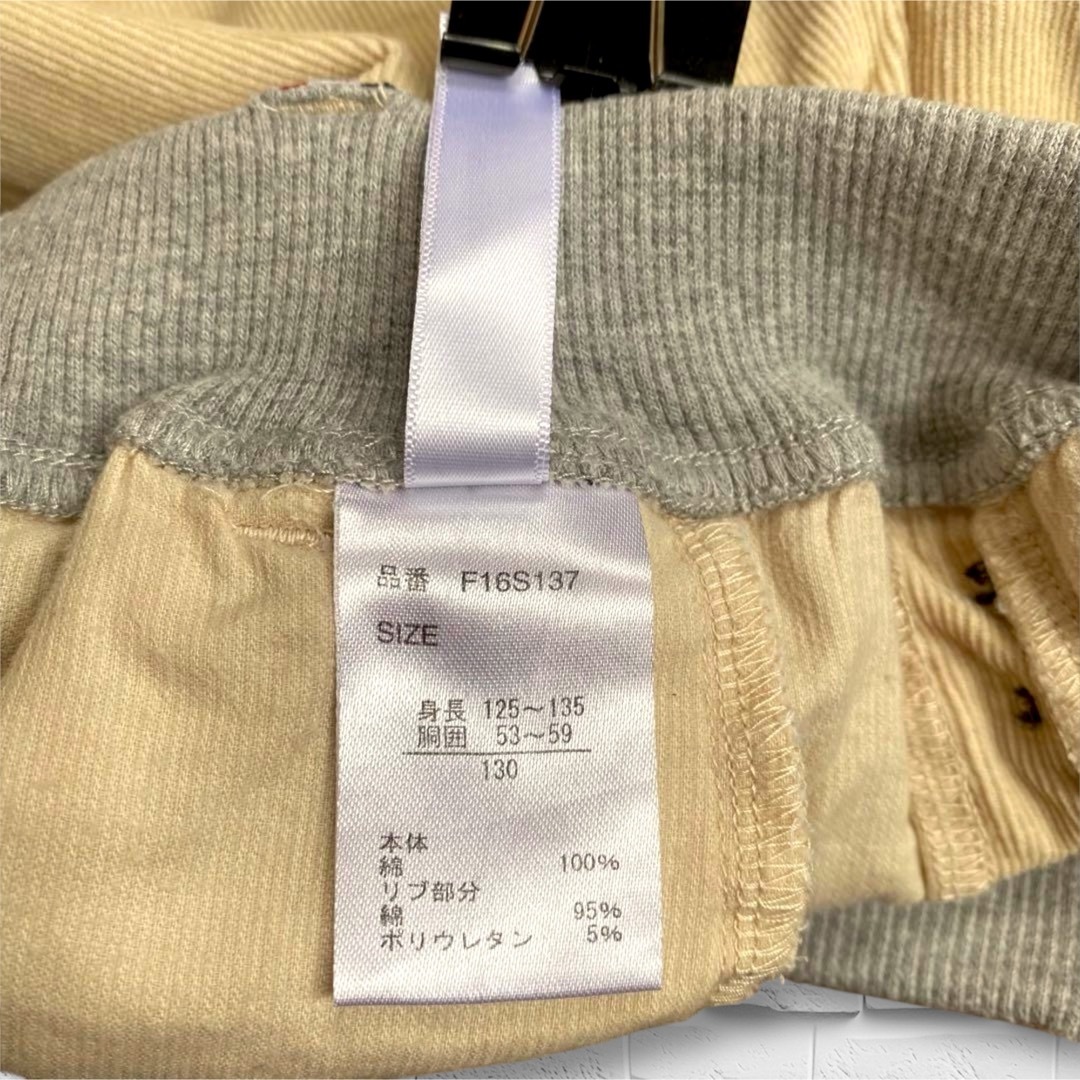 品番 F16S137
SIZE
身長 125～135
胴囲 53～59
130
本体
綿 100%
リブ部分
綿 95%
ポリウレタン 5%